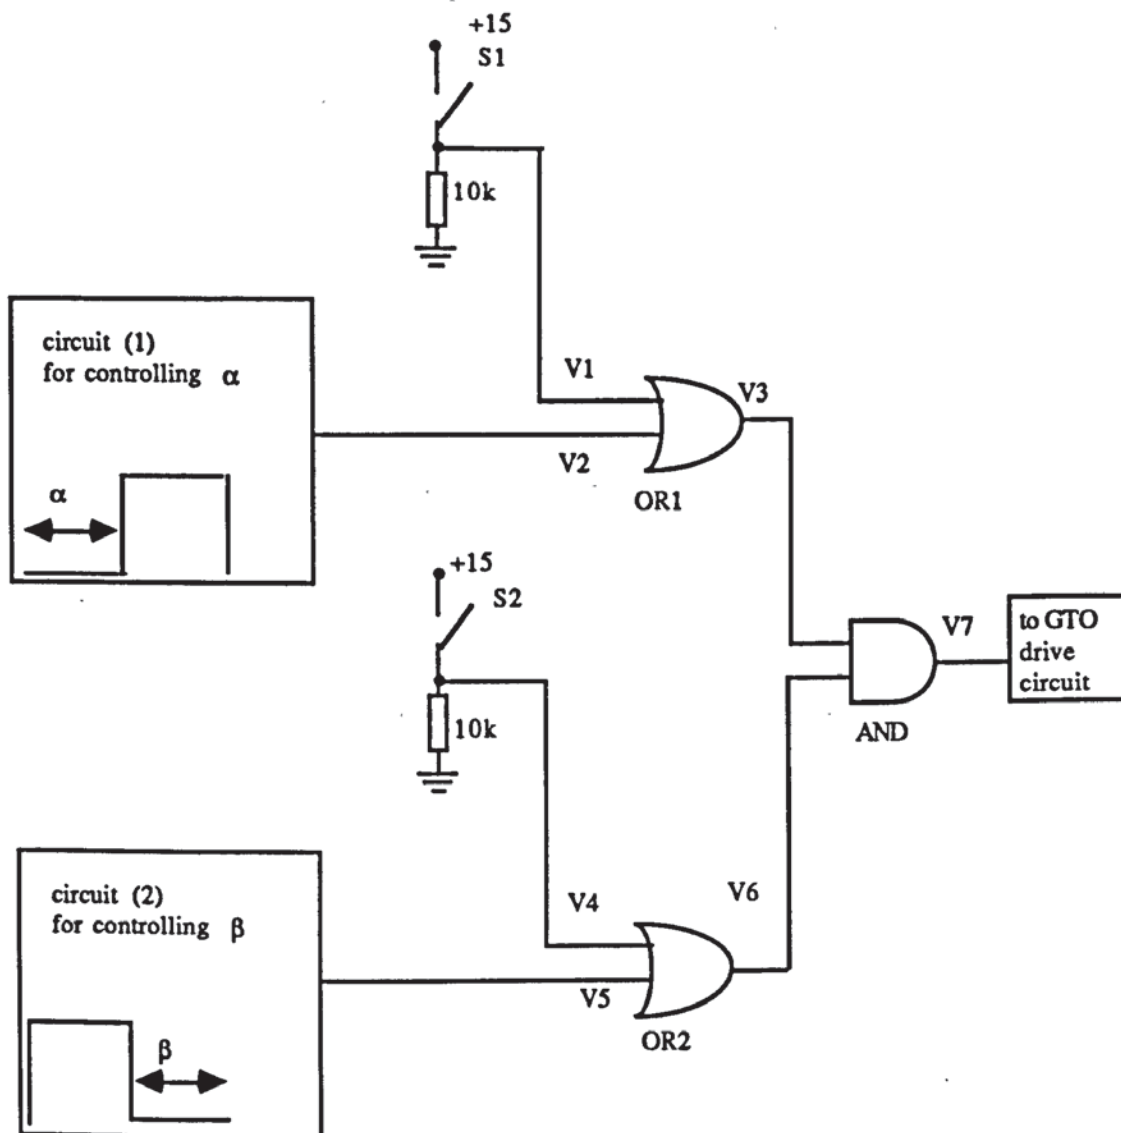 +15
S1
10k
circuit (1)
for controlling α
α
V1
V2
V3
OR1
+15
S2
10k
V7
to GTO
drive
circuit
AND
circuit (2)
for controlling β
β
V4
V5
V6
OR2